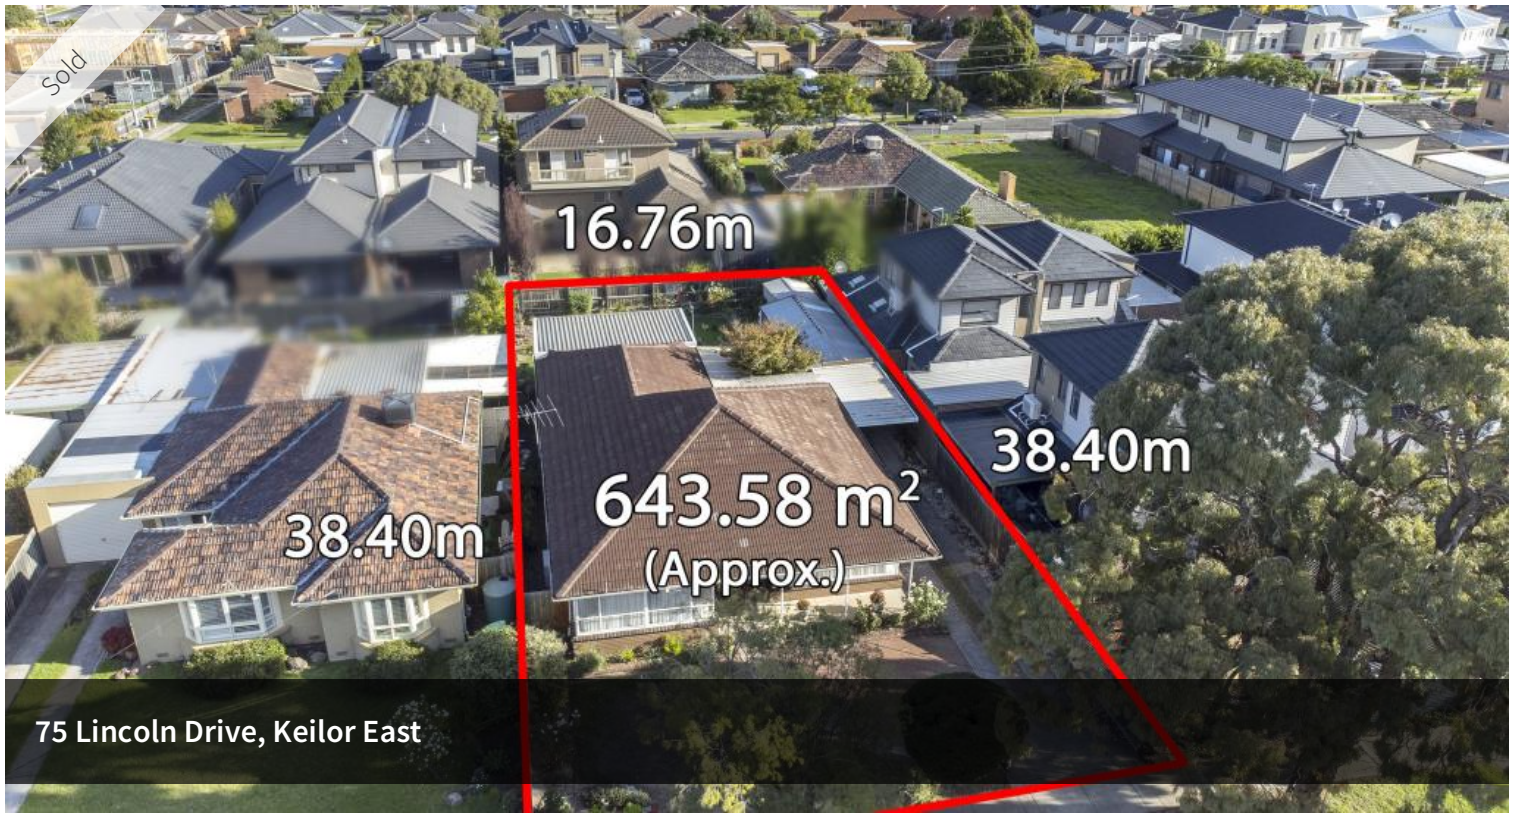 Sold
16.76m
38.40m
643.58 m²
(Approx.)
38.40m
75 Lincoln Drive, Keilor East